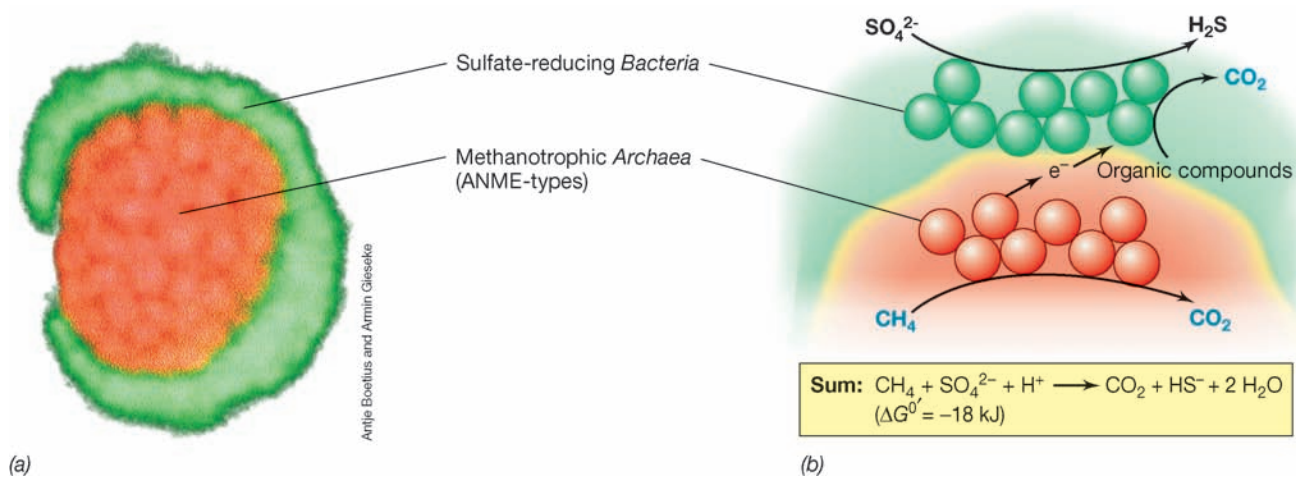 Sulfate-reducing Bacteria
Methanotrophic Archaea
(ANME-types)
Antje Boetius and Armin Gieseke
(a)
SO₄²⁻
H₂S
CO₂
e⁻
Organic compounds
CH₄
CO₂
Sum: CH₄ + SO₄²⁻ + H⁺ ⟶ CO₂ + HS⁻ + 2 H₂O
(ΔG⁰′ = –18 kJ)
(b)